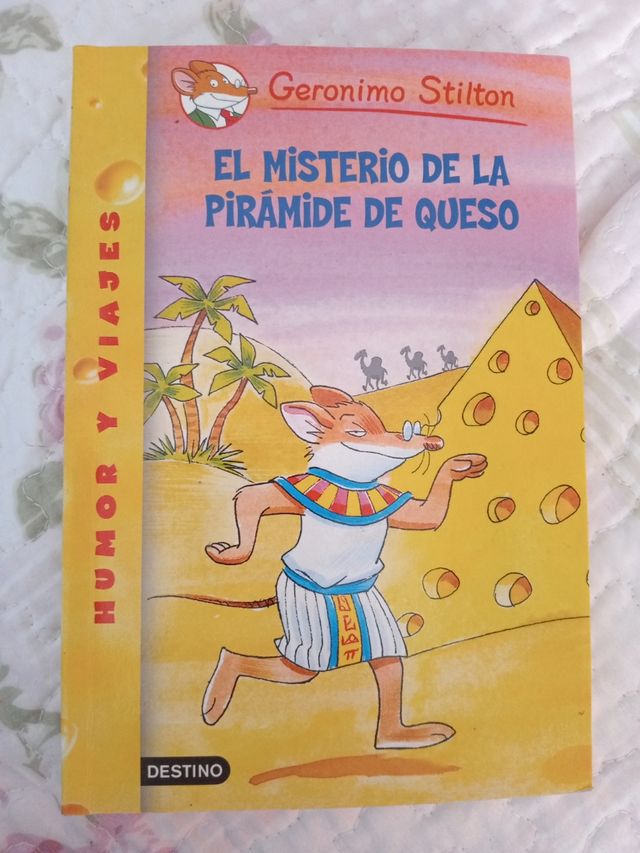 Geronimo Stilton
EL MISTERIO DE LA
PIRÁMIDE DE QUESO
HUMOR Y VIAJES
DESTINO